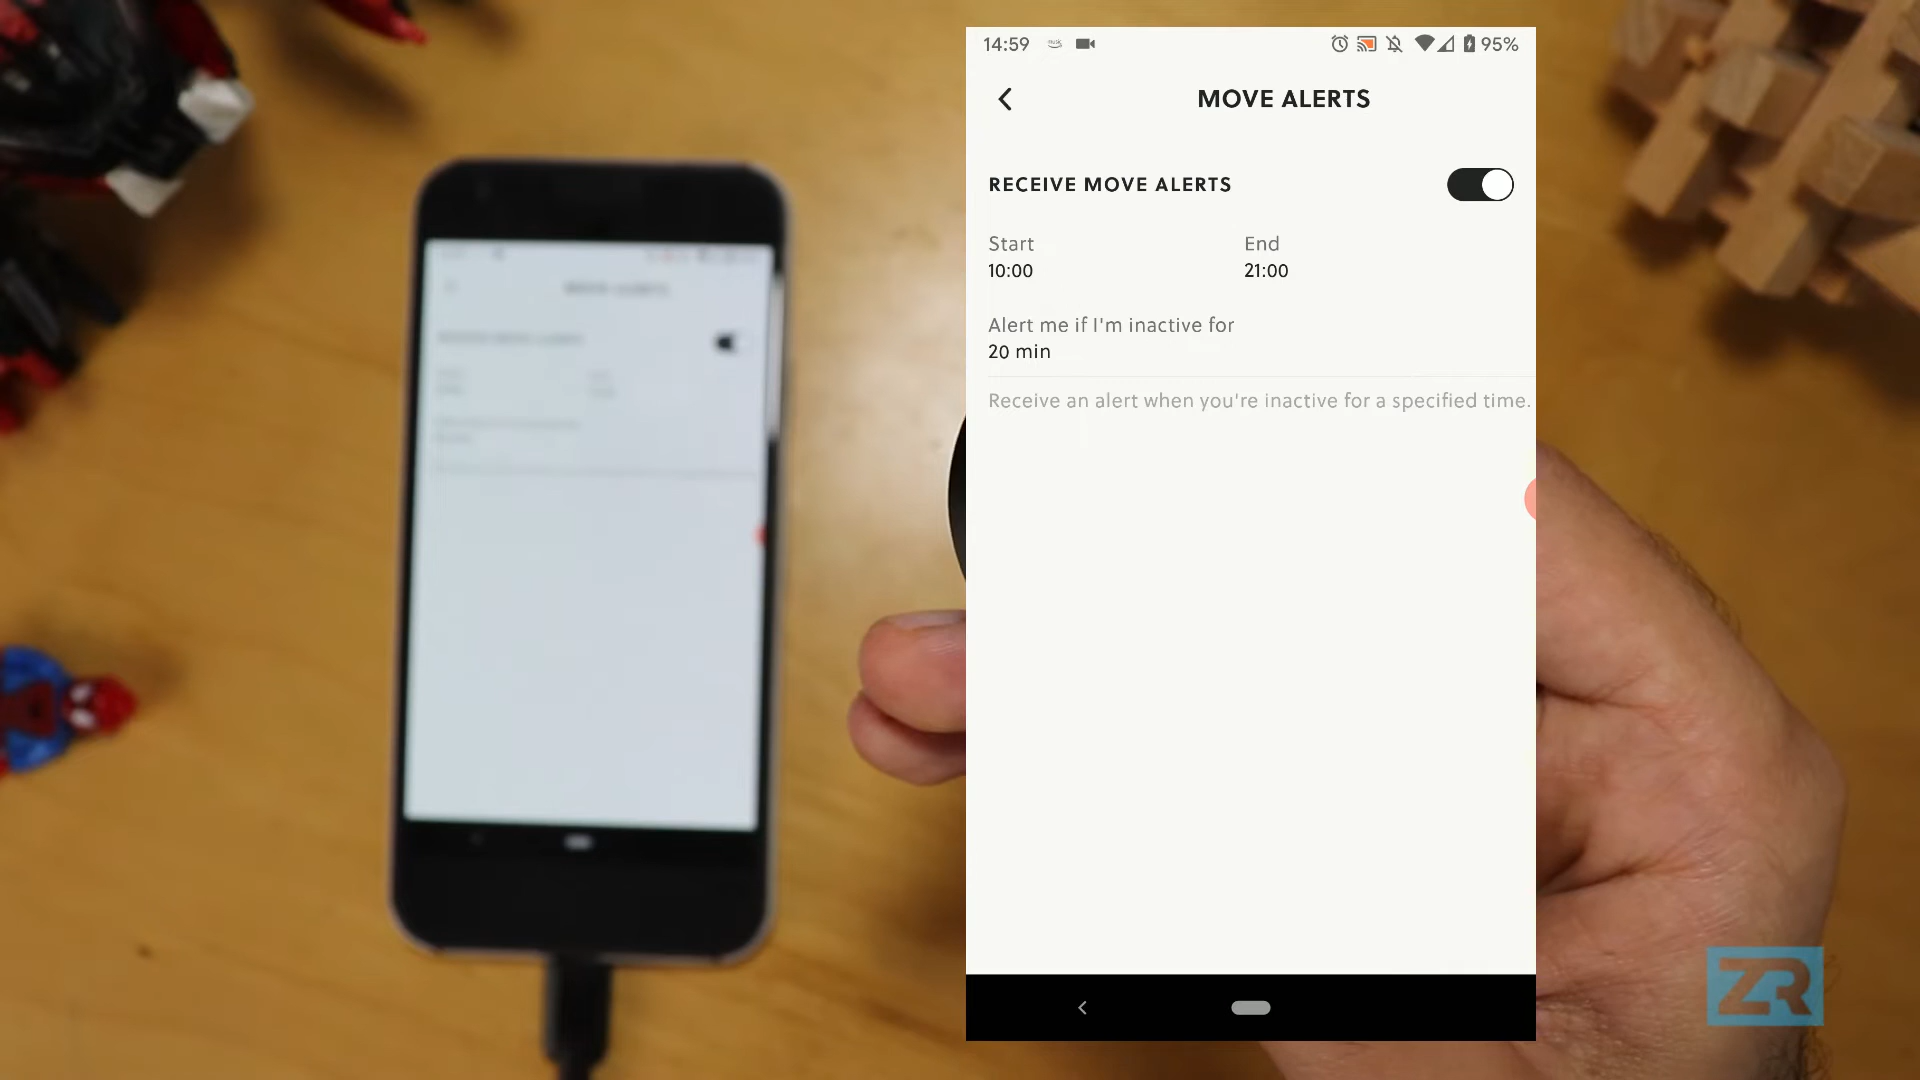 14:59
95%
MOVE ALERTS
RECEIVE MOVE ALERTS
Start
End
10:00
21:00
Alert me if I'm inactive for
20 min
Receive an alert when you're inactive for a specified time.
ZR